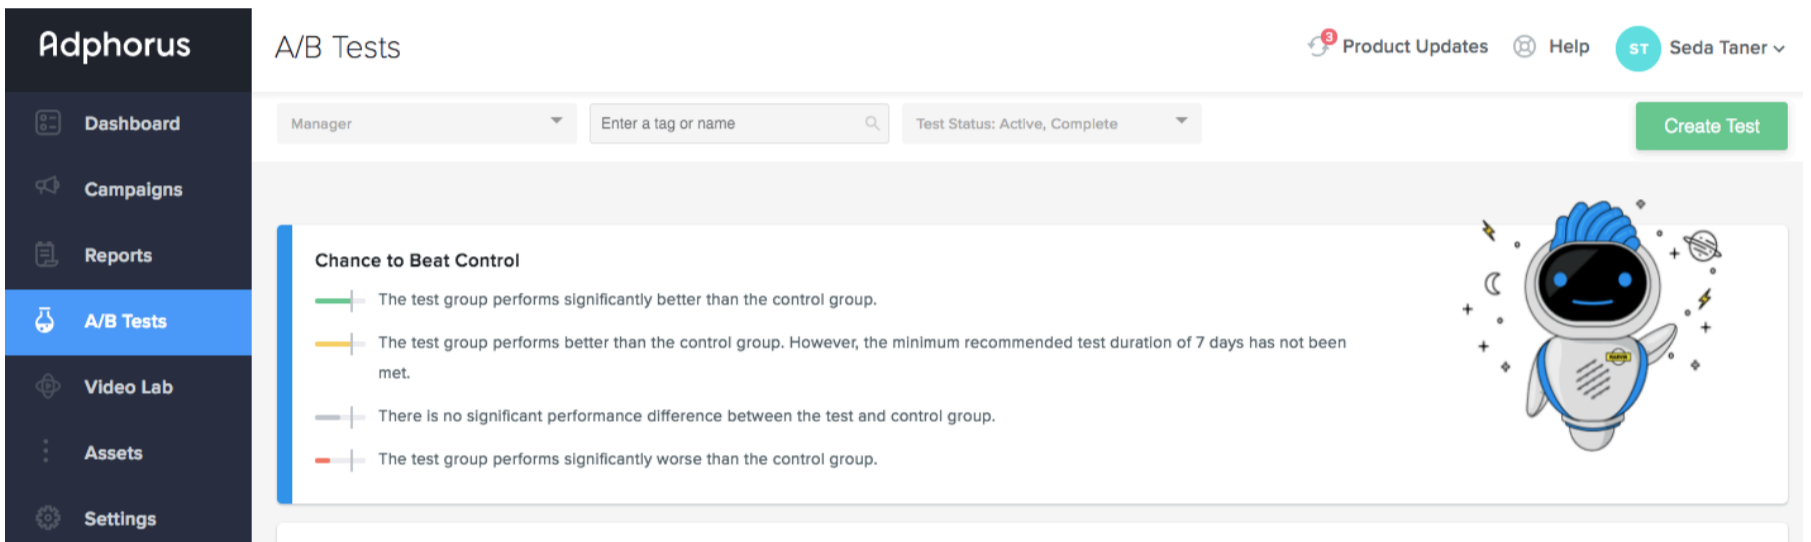 Adphorus
A/B Tests
3
Product Updates
Help
ST
Seda Taner
Dashboard
Campaigns
Reports
A/B Tests
Video Lab
Assets
Settings
Manager
Enter a tag or name
Test Status: Active, Complete
Create Test
Chance to Beat Control
The test group performs significantly better than the control group.
The test group performs better than the control group. However, the minimum recommended test duration of 7 days has not been
met.
There is no significant performance difference between the test and control group.
The test group performs significantly worse than the control group.